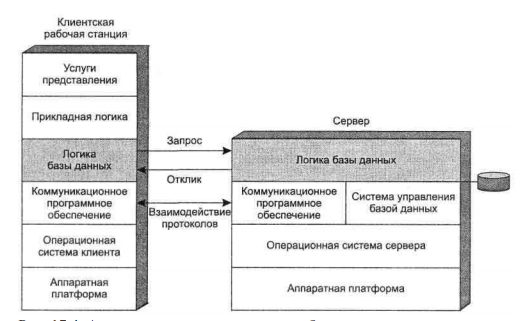 Клиентская
рабочая станция
Услуги
представления
Прикладная логика
Логика
базы данных
Коммуникационное
программное
обеспечение
Операционная
система клиента
Аппаратная
платформа
Запрос
Отклик
Взаимодействие
протоколов
Сервер
Логика базы данных
Коммуникационное
программное
обеспечение
Система управления
базой данных
Операционная система сервера
Аппаратная платформа